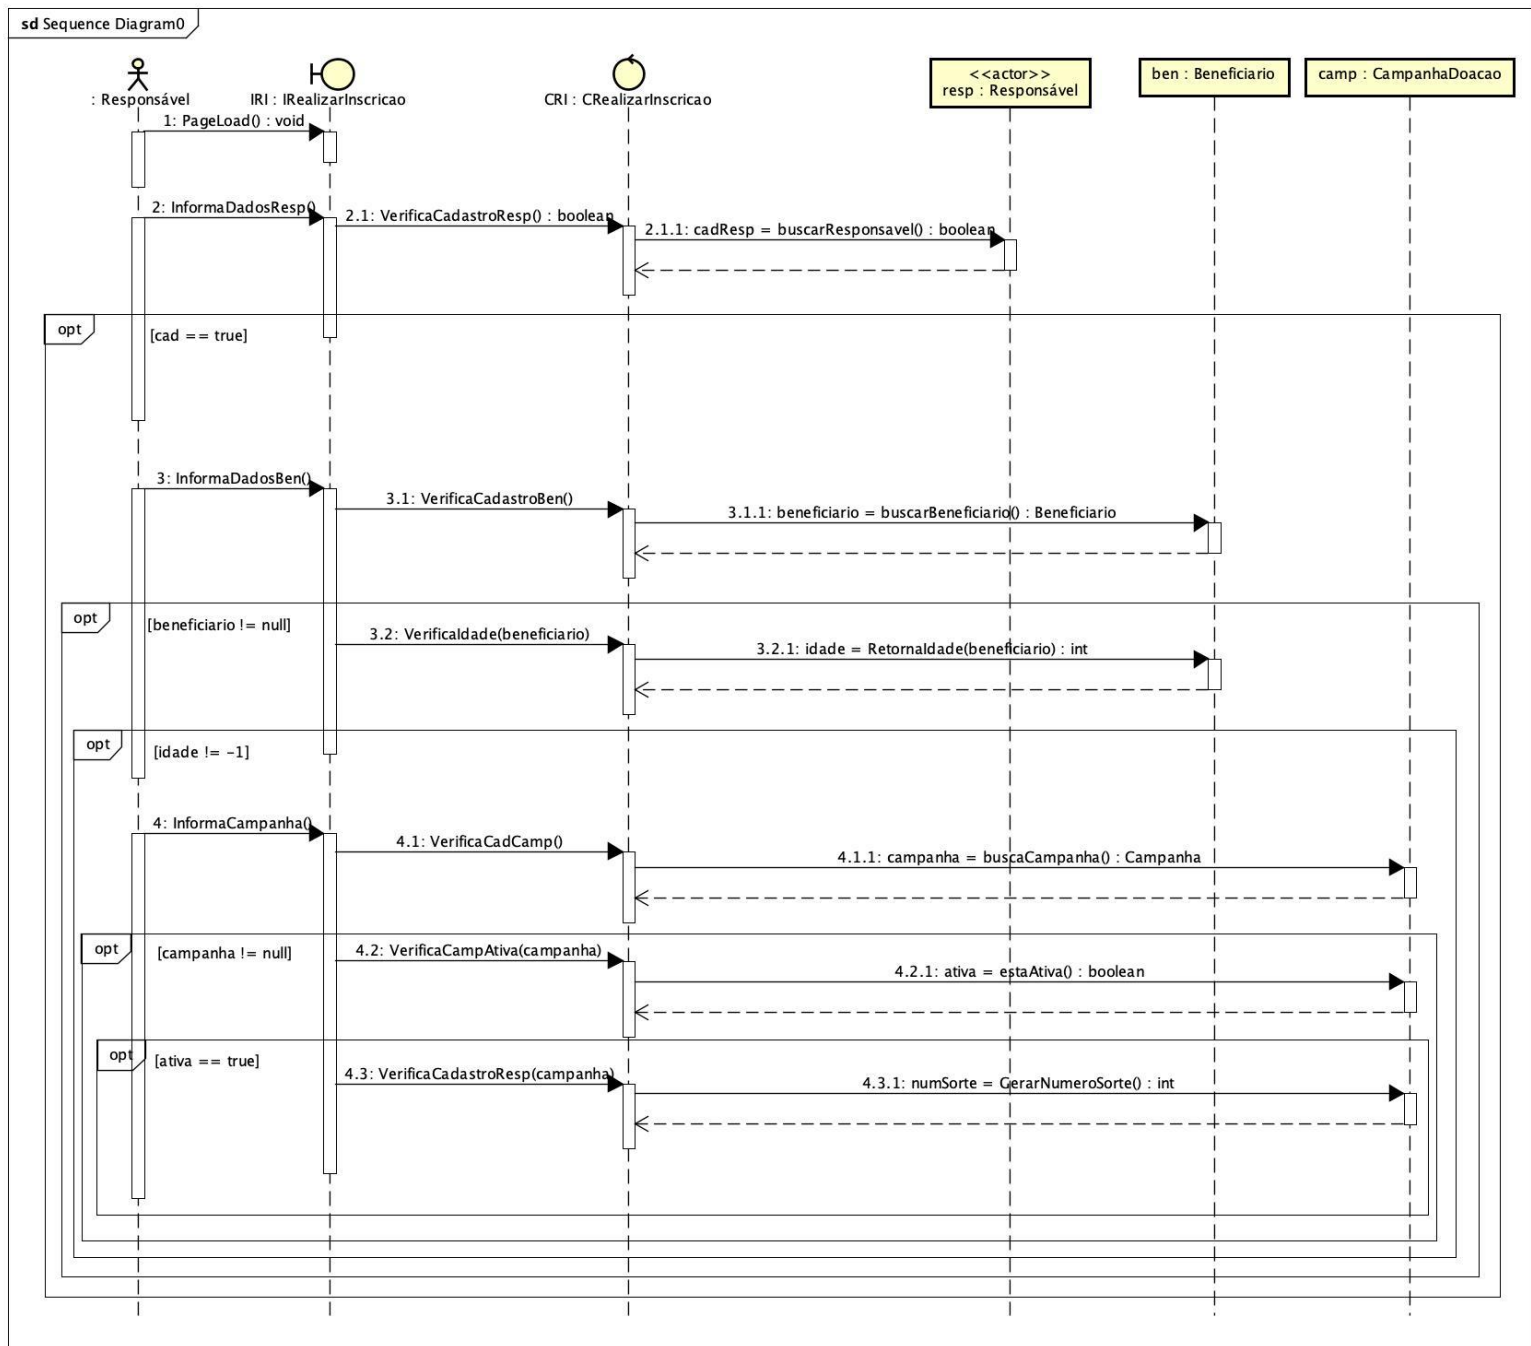 sd Sequence Diagram0
: Responsável
IRI : IRealizarInscricao
CRI : CRealizarInscricao
<<actor>>
resp : Responsável
ben : Beneficiario
camp : CampanhaDoacao
1: PageLoad() : void
2: InformaDadosResp()
2.1: VerificaCadastroResp() : boolean
2.1.1: cadResp = buscarResponsavel() : boolean
opt
[cad == true]
3: InformaDadosBen()
3.1: VerificaCadastroBen()
3.1.1: beneficiario = buscarBeneficiario() : Beneficiario
opt
[beneficiario != null]
3.2: VerificaIdade(beneficiario)
3.2.1: idade = RetornaIdade(beneficiario) : int
opt
[idade != -1]
4: InformaCampanha()
4.1: VerificaCadCamp()
4.1.1: campanha = buscaCampanha() : Campanha
opt
[campanha != null]
4.2: VerificaCampAtiva(campanha)
4.2.1: ativa = estaAtiva() : boolean
opt
[ativa == true]
4.3: VerificaCadastroResp(campanha)
4.3.1: numSorte = GerarNumeroSorte() : int